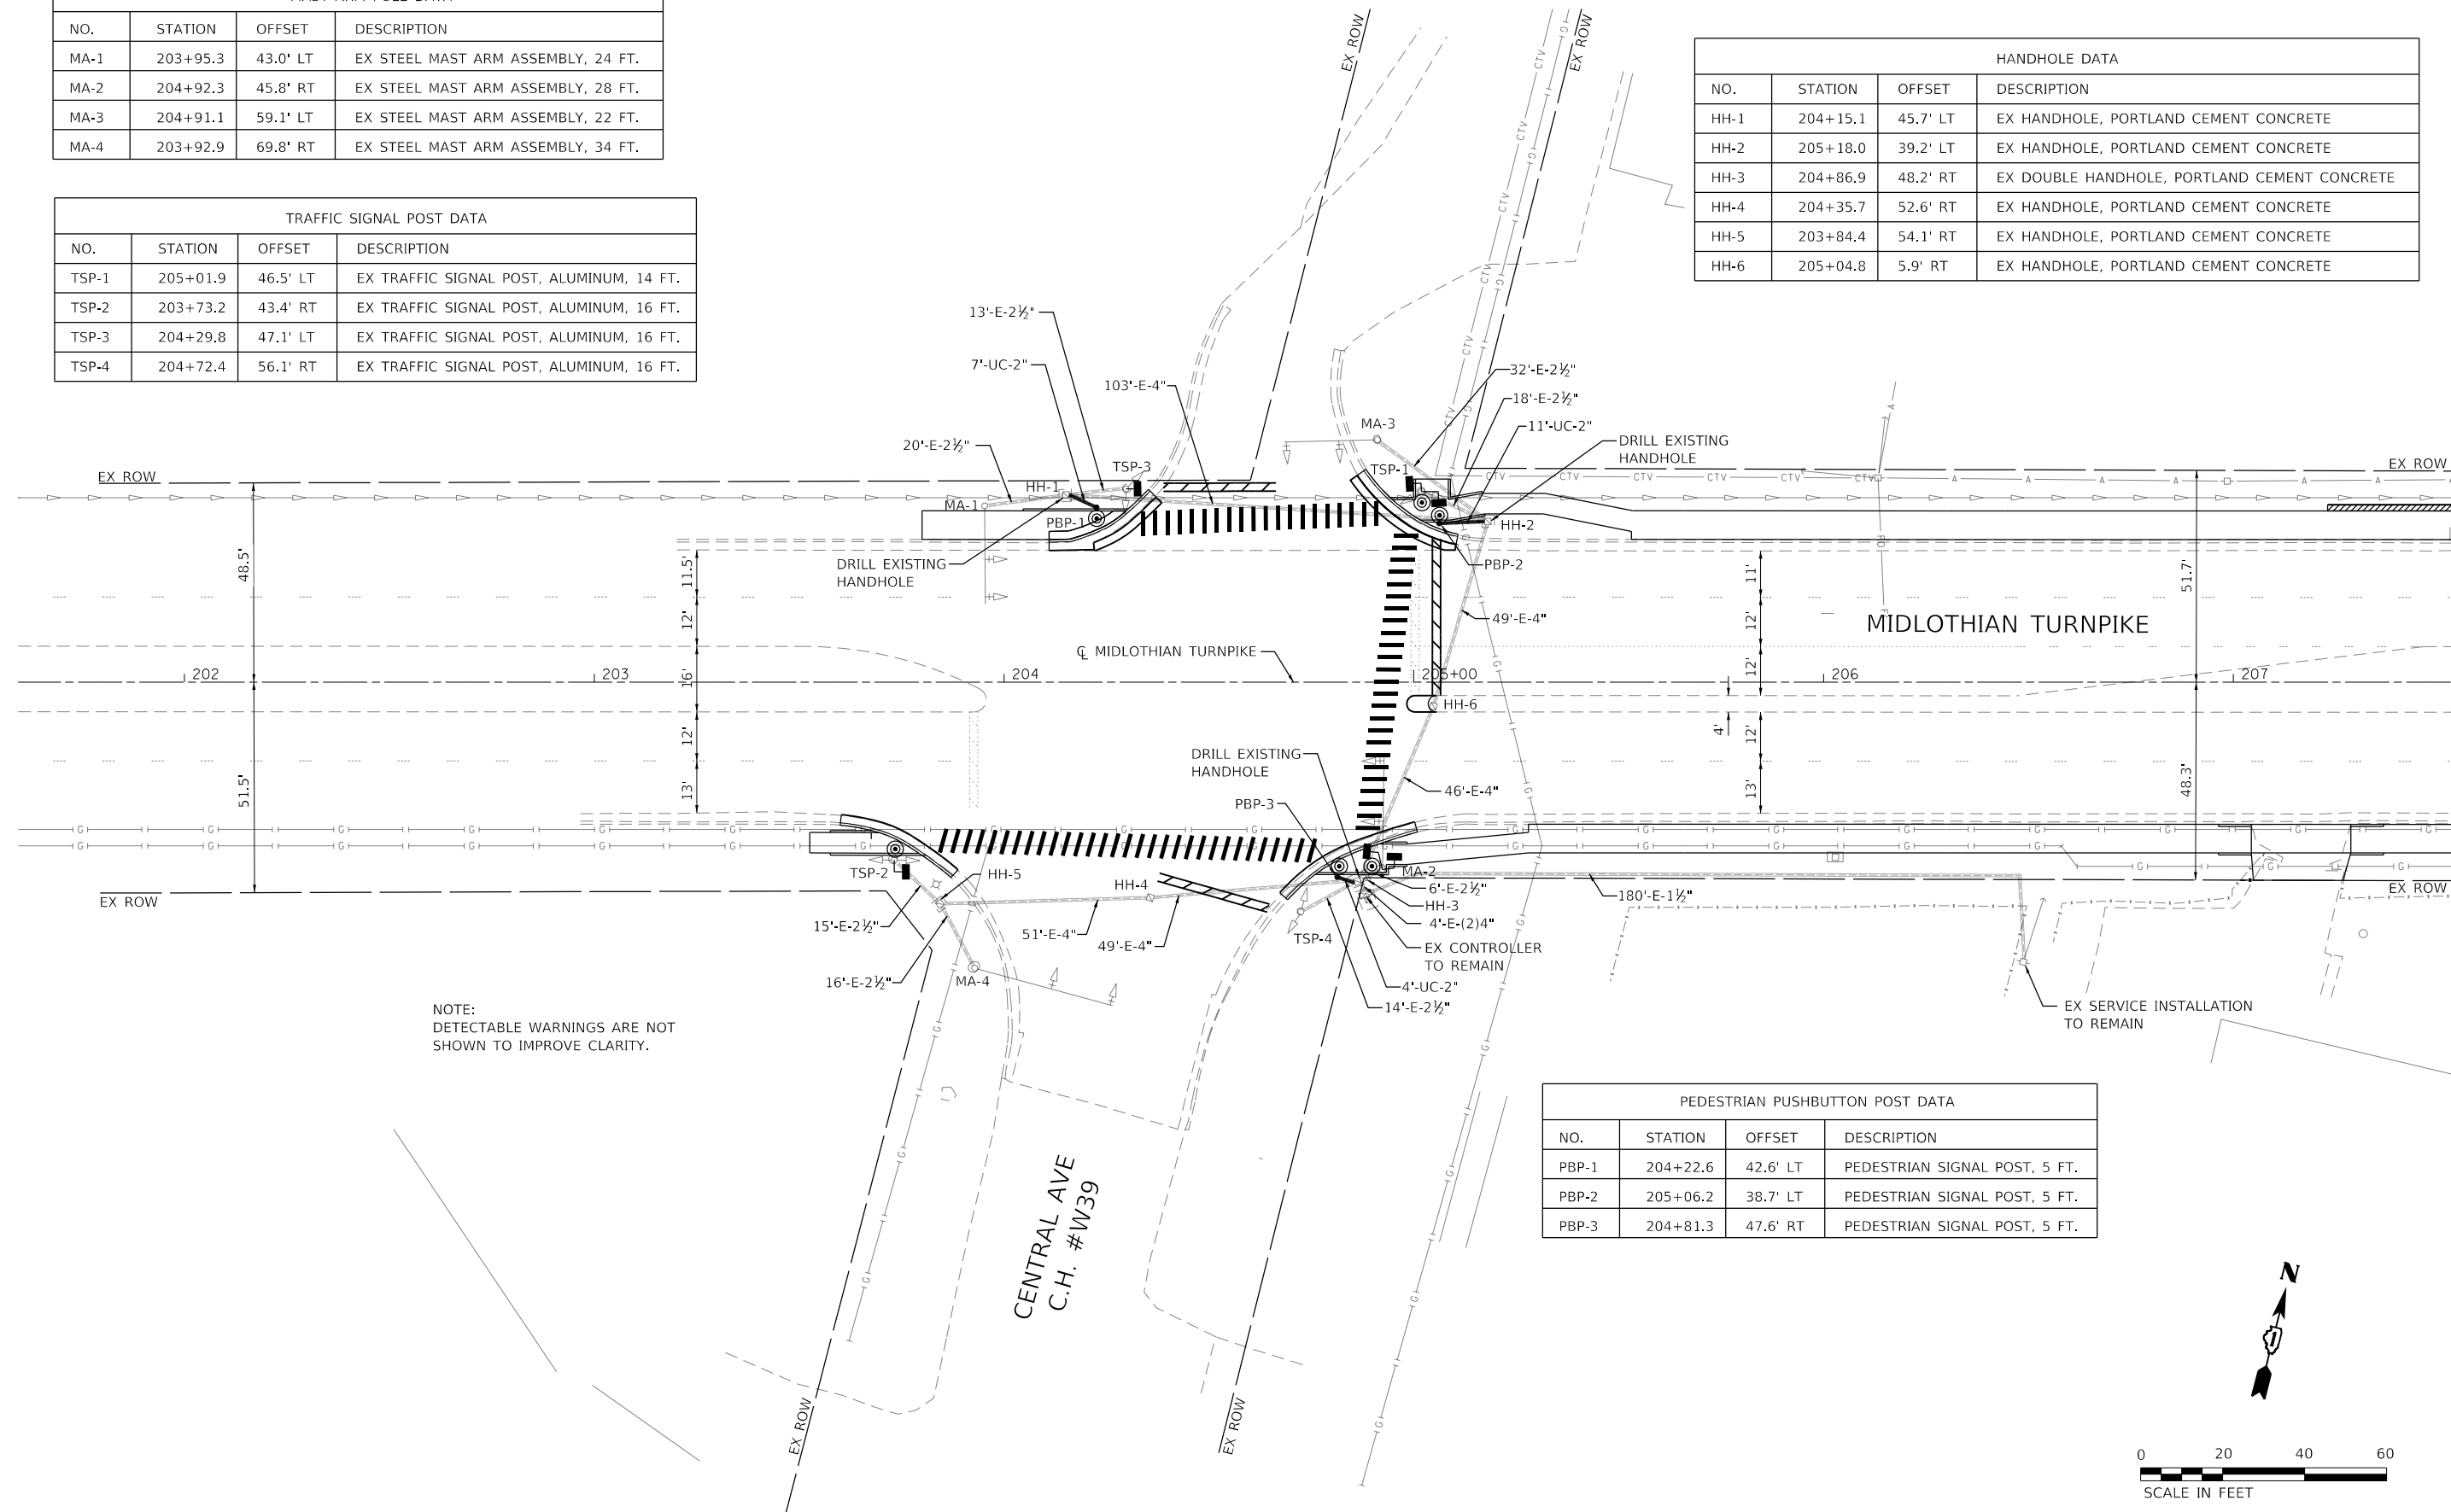 NO. STATION OFFSET DESCRIPTION
MA-1 203+95.3 43.0' LT EX STEEL MAST ARM ASSEMBLY, 24 FT.
MA-2 204+92.3 45.8' RT EX STEEL MAST ARM ASSEMBLY, 28 FT.
MA-3 204+91.1 59.1' LT EX STEEL MAST ARM ASSEMBLY, 22 FT.
MA-4 203+92.9 69.8' RT EX STEEL MAST ARM ASSEMBLY, 34 FT.
TRAFFIC SIGNAL POST DATA
NO. STATION OFFSET DESCRIPTION
TSP-1 205+01.9 46.5' LT EX TRAFFIC SIGNAL POST, ALUMINUM, 14 FT.
TSP-2 203+73.2 43.4' RT EX TRAFFIC SIGNAL POST, ALUMINUM, 16 FT.
TSP-3 204+29.8 47.1' LT EX TRAFFIC SIGNAL POST, ALUMINUM, 16 FT.
TSP-4 204+72.4 56.1' RT EX TRAFFIC SIGNAL POST, ALUMINUM, 16 FT.
HANDHOLE DATA
NO. STATION OFFSET DESCRIPTION
HH-1 204+15.1 45.7' LT EX HANDHOLE, PORTLAND CEMENT CONCRETE
HH-2 205+18.0 39.2' LT EX HANDHOLE, PORTLAND CEMENT CONCRETE
HH-3 204+86.9 48.2' RT EX DOUBLE HANDHOLE, PORTLAND CEMENT CONCRETE
HH-4 204+35.7 52.6' RT EX HANDHOLE, PORTLAND CEMENT CONCRETE
HH-5 203+84.4 54.1' RT EX HANDHOLE, PORTLAND CEMENT CONCRETE
HH-6 205+04.8 5.9' RT EX HANDHOLE, PORTLAND CEMENT CONCRETE
EX ROW
EX ROW
CTV
CTV
CTV
CTV
CTV
CTV
G
G
G
13'-E-2½"
7'-UC-2"
103'-E-4"
20'-E-2½"
32'-E-2½"
18'-E-2½"
11'-UC-2"
MA-3
DRILL EXISTING
HANDHOLE
TSP-3
TSP-1
HH-1
MA-1
PBP-1
HH-2
PBP-2
EX ROW
EX ROW
CTV CTV CTV CTV CTV CTV
A A A A A A
FO
DRILL EXISTING
HANDHOLE
48.5'
11.5'
12'
16'
12'
13'
51.5'
49'-E-4"
11'
12'
12'
4'
12'
13'
51.7'
48.3'
MIDLOTHIAN TURNPIKE
℄ MIDLOTHIAN TURNPIKE
202 203 204 205+00 206 207
HH-6
DRILL EXISTING
HANDHOLE
46'-E-4"
PBP-3
G G G G G G G G G
G G G G G G G G G
TSP-2
HH-5
HH-4
MA-2
6'-E-2½"
HH-3
4'-E-(2)4"
180'-E-1½"
EX ROW
EX ROW
15'-E-2½"
51'-E-4"
49'-E-4"
TSP-4
EX CONTROLLER
TO REMAIN
16'-E-2½"
MA-4
4'-UC-2"
14'-E-2½"
EX SERVICE INSTALLATION
TO REMAIN
NOTE:
DETECTABLE WARNINGS ARE NOT
SHOWN TO IMPROVE CLARITY.
G
G
G
G
G
G
G
PEDESTRIAN PUSHBUTTON POST DATA
NO. STATION OFFSET DESCRIPTION
PBP-1 204+22.6 42.6' LT PEDESTRIAN SIGNAL POST, 5 FT.
PBP-2 205+06.2 38.7' LT PEDESTRIAN SIGNAL POST, 5 FT.
PBP-3 204+81.3 47.6' RT PEDESTRIAN SIGNAL POST, 5 FT.
CENTRAL AVE
C.H. #W39
EX ROW
EX ROW
N
0 20 40 60
SCALE IN FEET